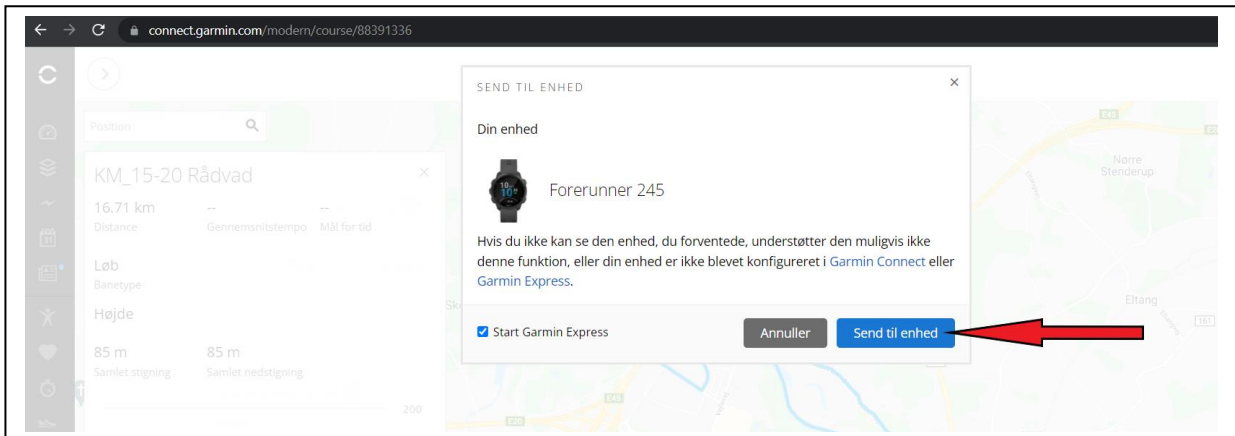 connect.garmin.com/modern/course/88391336
SEND TIL ENHED
Din enhed
Forerunner 245
Hvis du ikke kan se den enhed, du forventede, understøtter den muligvis ikke
denne funktion, eller din enhed er ikke blevet konfigureret i Garmin Connect eller
Garmin Express.
Start Garmin Express
Annuller
Send til enhed
Position
KM_15-20 Rådvad
16.71 km -- --
Distance Gennemsnitstempo Mål for tid
Løb
Banetype
Højde
85 m 85 m
Samlet stigning Samlet nedstigning
200
E45
Nørre
Stenderup
Eltang
161
E45
E20